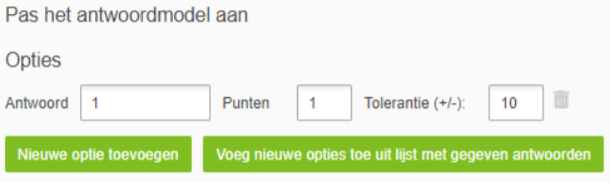 Pas het antwoordmodel aan
Opties
Antwoord 1 Punten 1 Tolerantie (+/-): 10
Nieuwe optie toevoegen Voeg nieuwe opties toe uit lijst met gegeven antwoorden